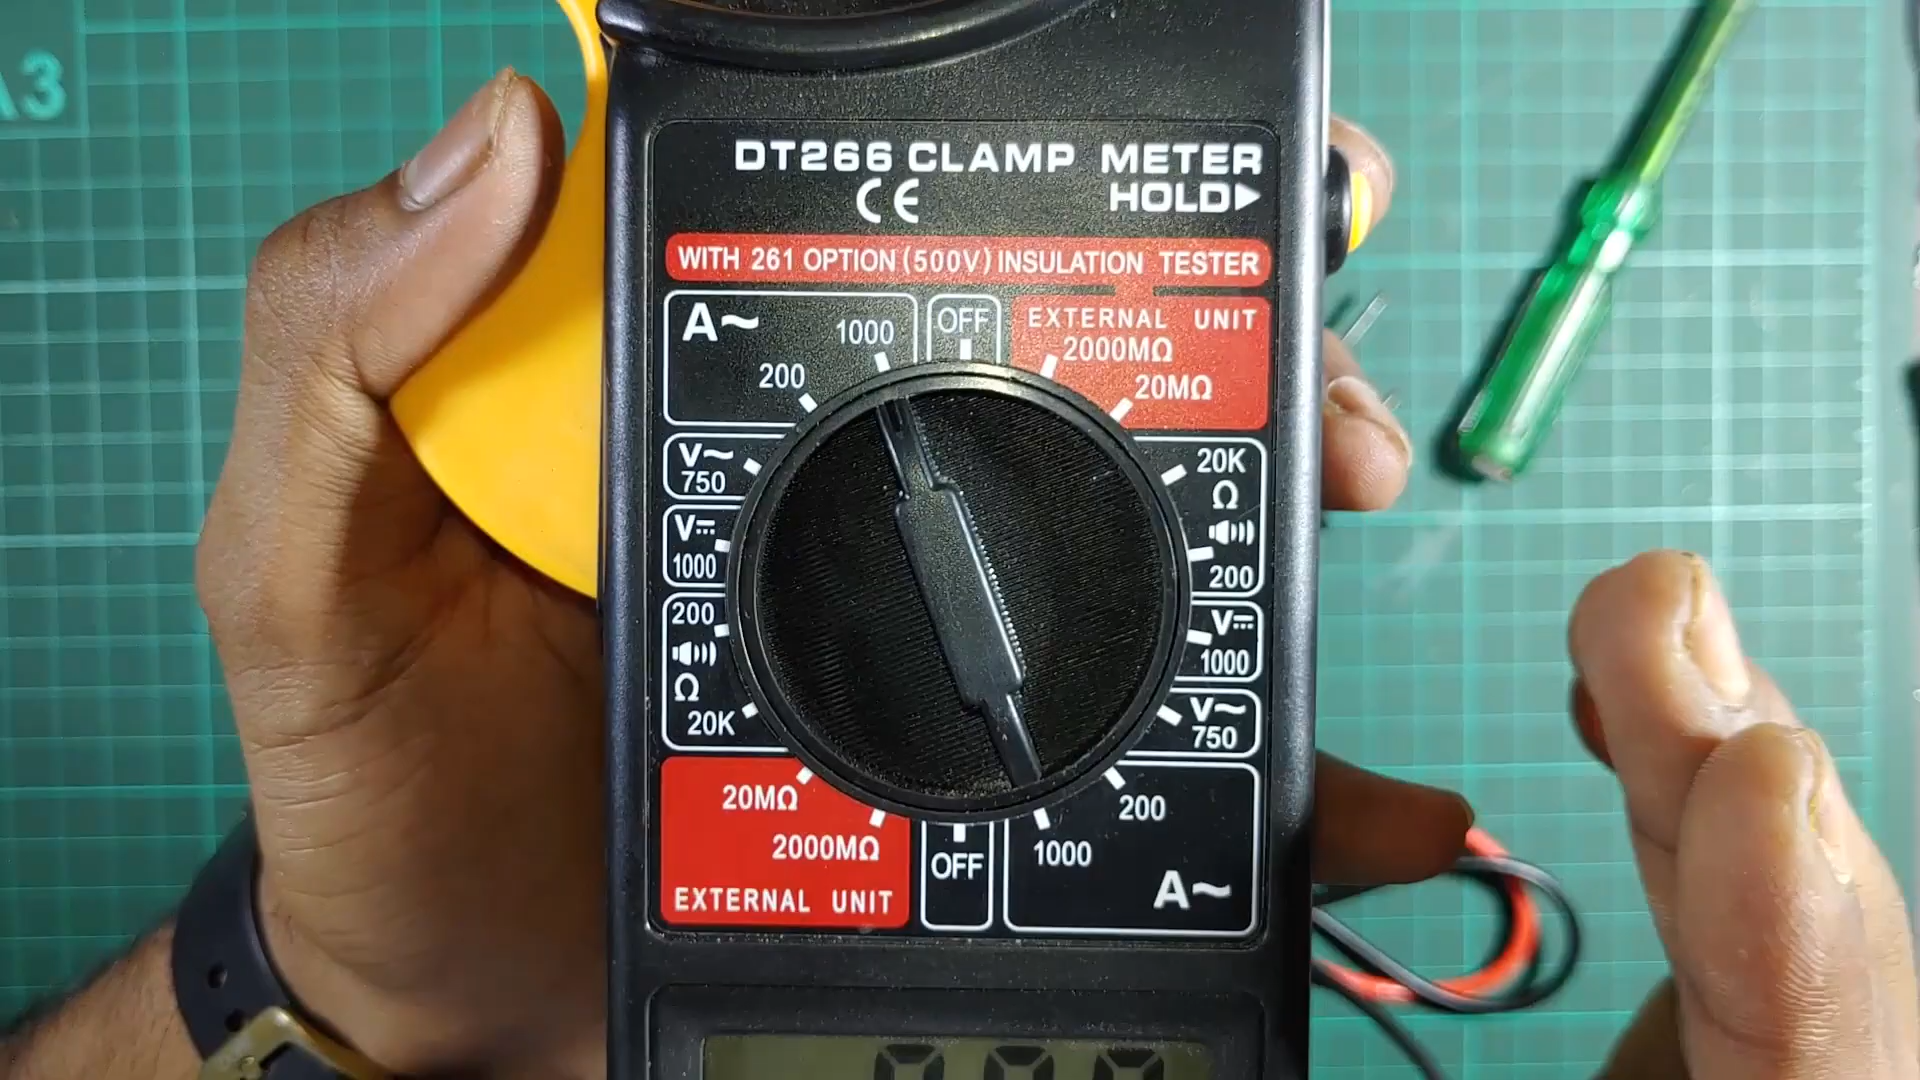 A3
DT266 CLAMP METER
CE HOLD▶
WITH 261 OPTION (500V) INSULATION TESTER
A~ 1000 OFF EXTERNAL UNIT
200 2000MΩ
20MΩ
V~ 20K
750 Ω
V⎓ 200
1000 V⎓
200 1000
Ω V~
20K 750
20MΩ 200
2000MΩ OFF 1000
EXTERNAL UNIT A~